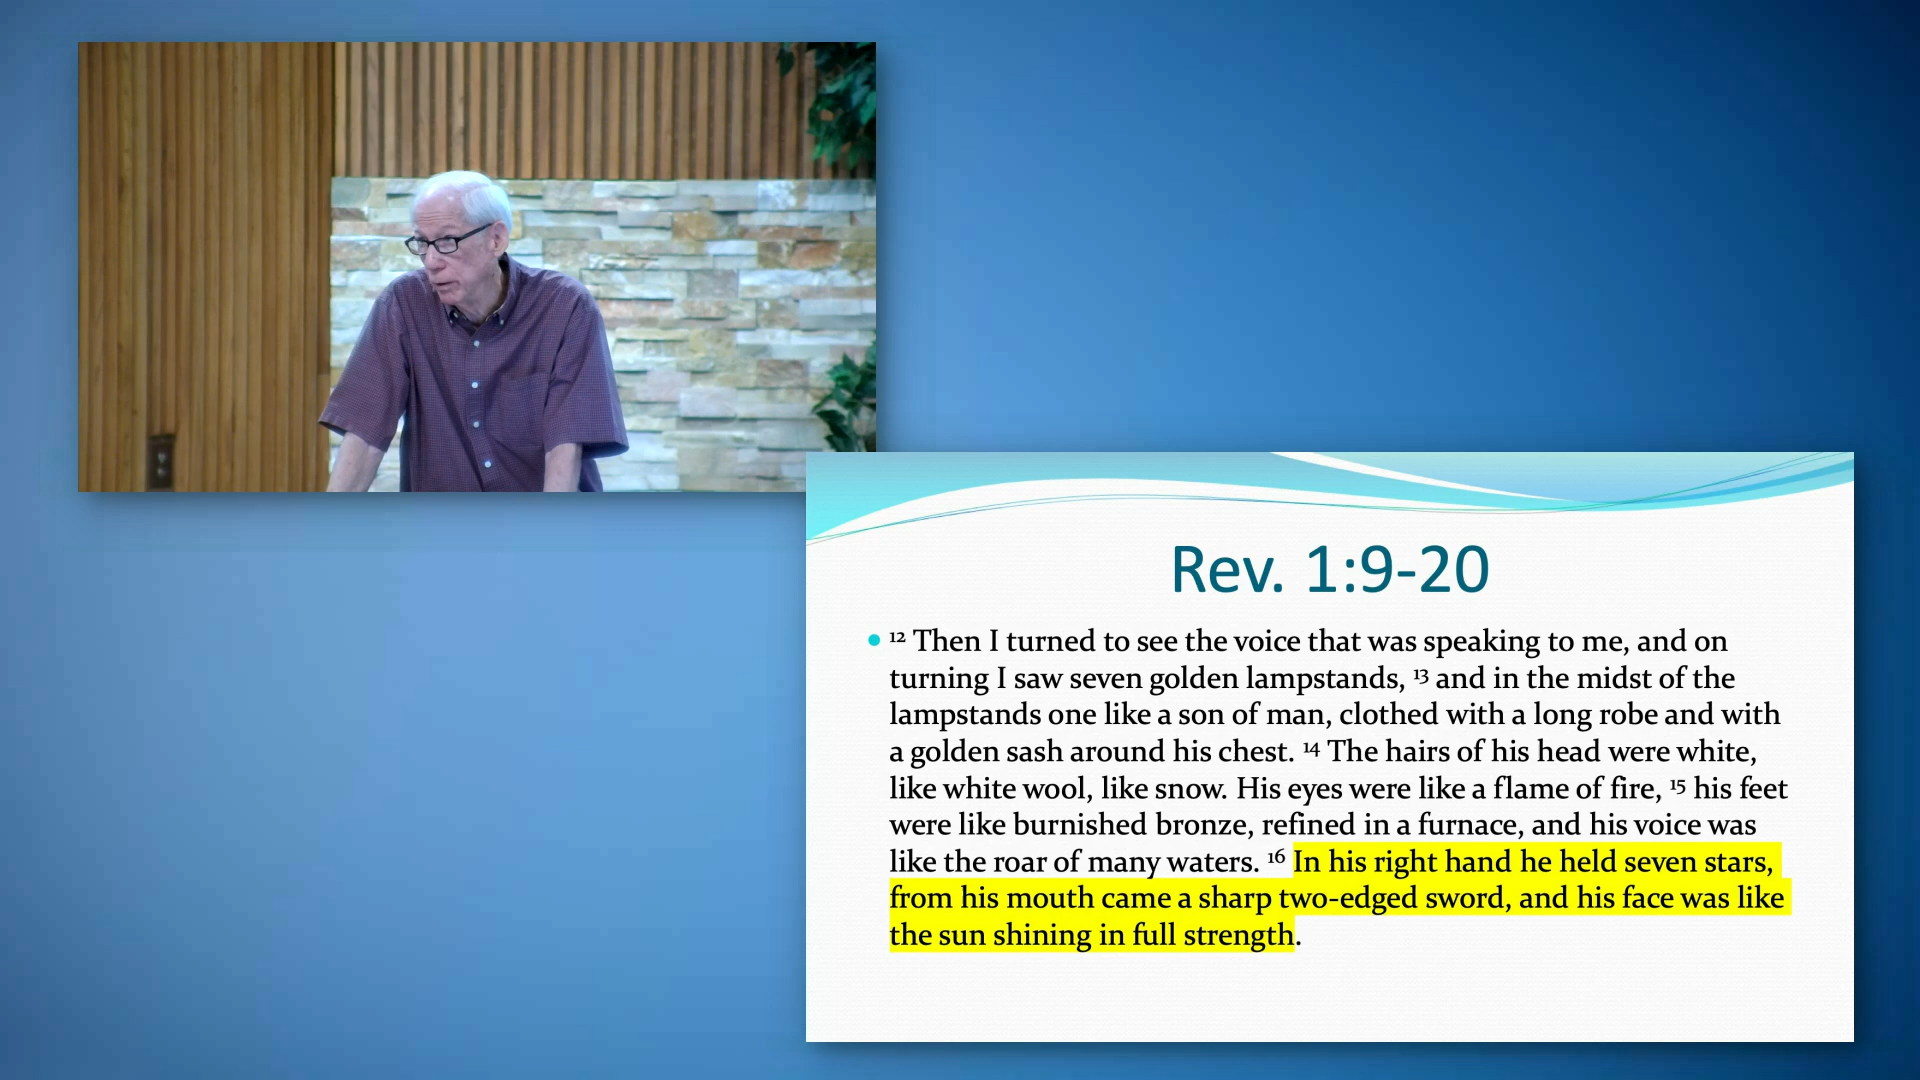 Rev. 1:9-20
• ¹² Then I turned to see the voice that was speaking to me, and on
turning I saw seven golden lampstands, ¹³ and in the midst of the
lampstands one like a son of man, clothed with a long robe and with
a golden sash around his chest. ¹⁴ The hairs of his head were white,
like white wool, like snow. His eyes were like a flame of fire, ¹⁵ his feet
were like burnished bronze, refined in a furnace, and his voice was
like the roar of many waters. ¹⁶ In his right hand he held seven stars,
from his mouth came a sharp two-edged sword, and his face was like
the sun shining in full strength.